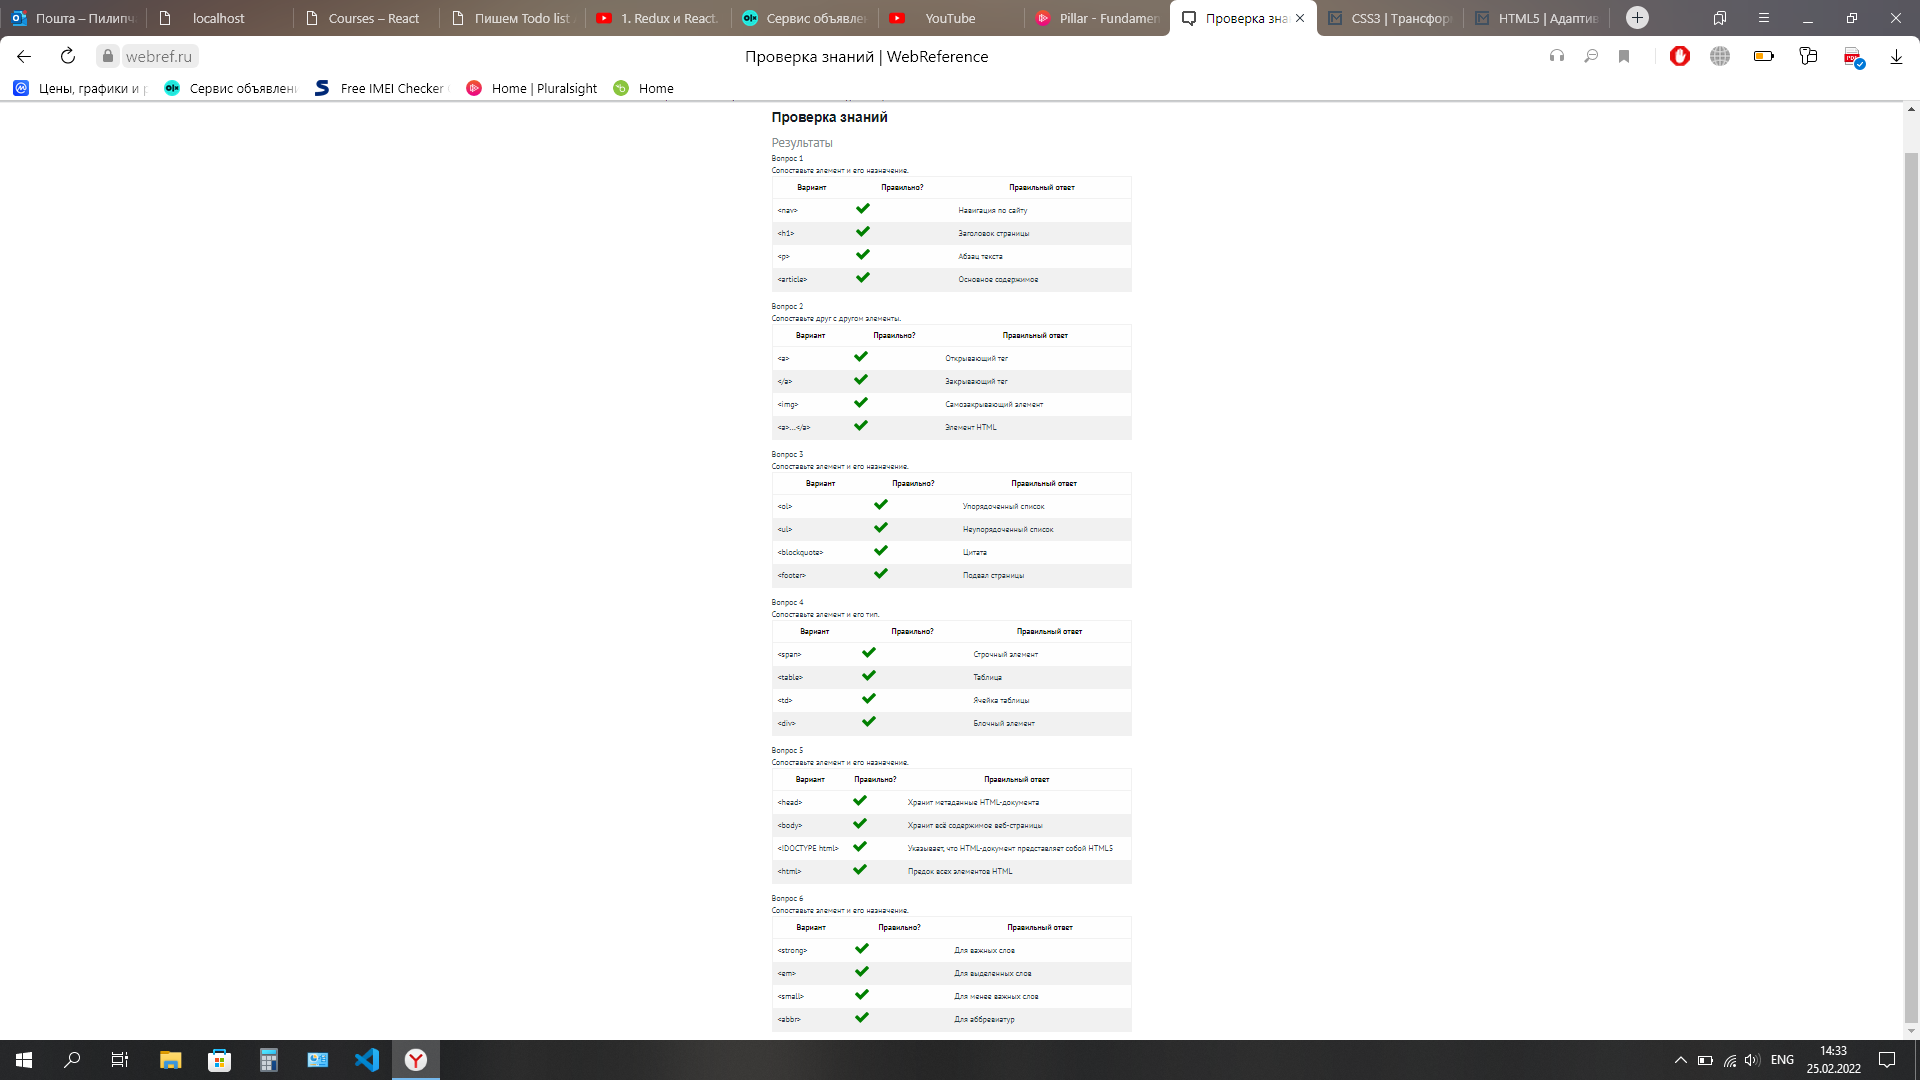 Пошта – Пилипч
localhost
Courses – React
Пишем Todo list
1. Redux и React.
Сервис объявле
YouTube
Pillar - Fundamen
Проверка зна
CSS3 | Трансфор
HTML5 | Адаптив
webref.ru
Проверка знаний | WebReference
Цены, графики и р
Сервис объявлен
Free IMEI Checker
Home | Pluralsight
Home
Проверка знаний
Результаты
Вопрос 1
Сопоставьте элемент и его назначение.
Вариант Правильно? Правильный ответ
<nav> Навигация по сайту
<h1> Заголовок страницы
<p> Абзац текста
<article> Основное содержимое
Вопрос 2
Сопоставьте друг с другом элементы.
Вариант Правильно? Правильный ответ
<a> Открывающий тег
</a> Закрывающий тег
<img> Самозакрывающий элемент
<a>...</a> Элемент HTML
Вопрос 3
Сопоставьте элемент и его назначение.
Вариант Правильно? Правильный ответ
<ol> Упорядоченный список
<ul> Неупорядоченный список
<blockquote> Цитата
<footer> Подвал страницы
Вопрос 4
Сопоставьте элемент и его тип.
Вариант Правильно? Правильный ответ
<span> Строчный элемент
<table> Таблица
<td> Ячейка таблицы
<div> Блочный элемент
Вопрос 5
Сопоставьте элемент и его назначение.
Вариант Правильно? Правильный ответ
<head> Хранит метаданные HTML-документа
<body> Хранит всё содержимое веб-страницы
<!DOCTYPE html> Указывает, что HTML-документ представляет собой HTML5
<html> Предок всех элементов HTML
Вопрос 6
Сопоставьте элемент и его назначение.
Вариант Правильно? Правильный ответ
<strong> Для важных слов
<em> Для выделенных слов
<small> Для менее важных слов
<abbr> Для аббревиатур
ENG
14:33
25.02.2022